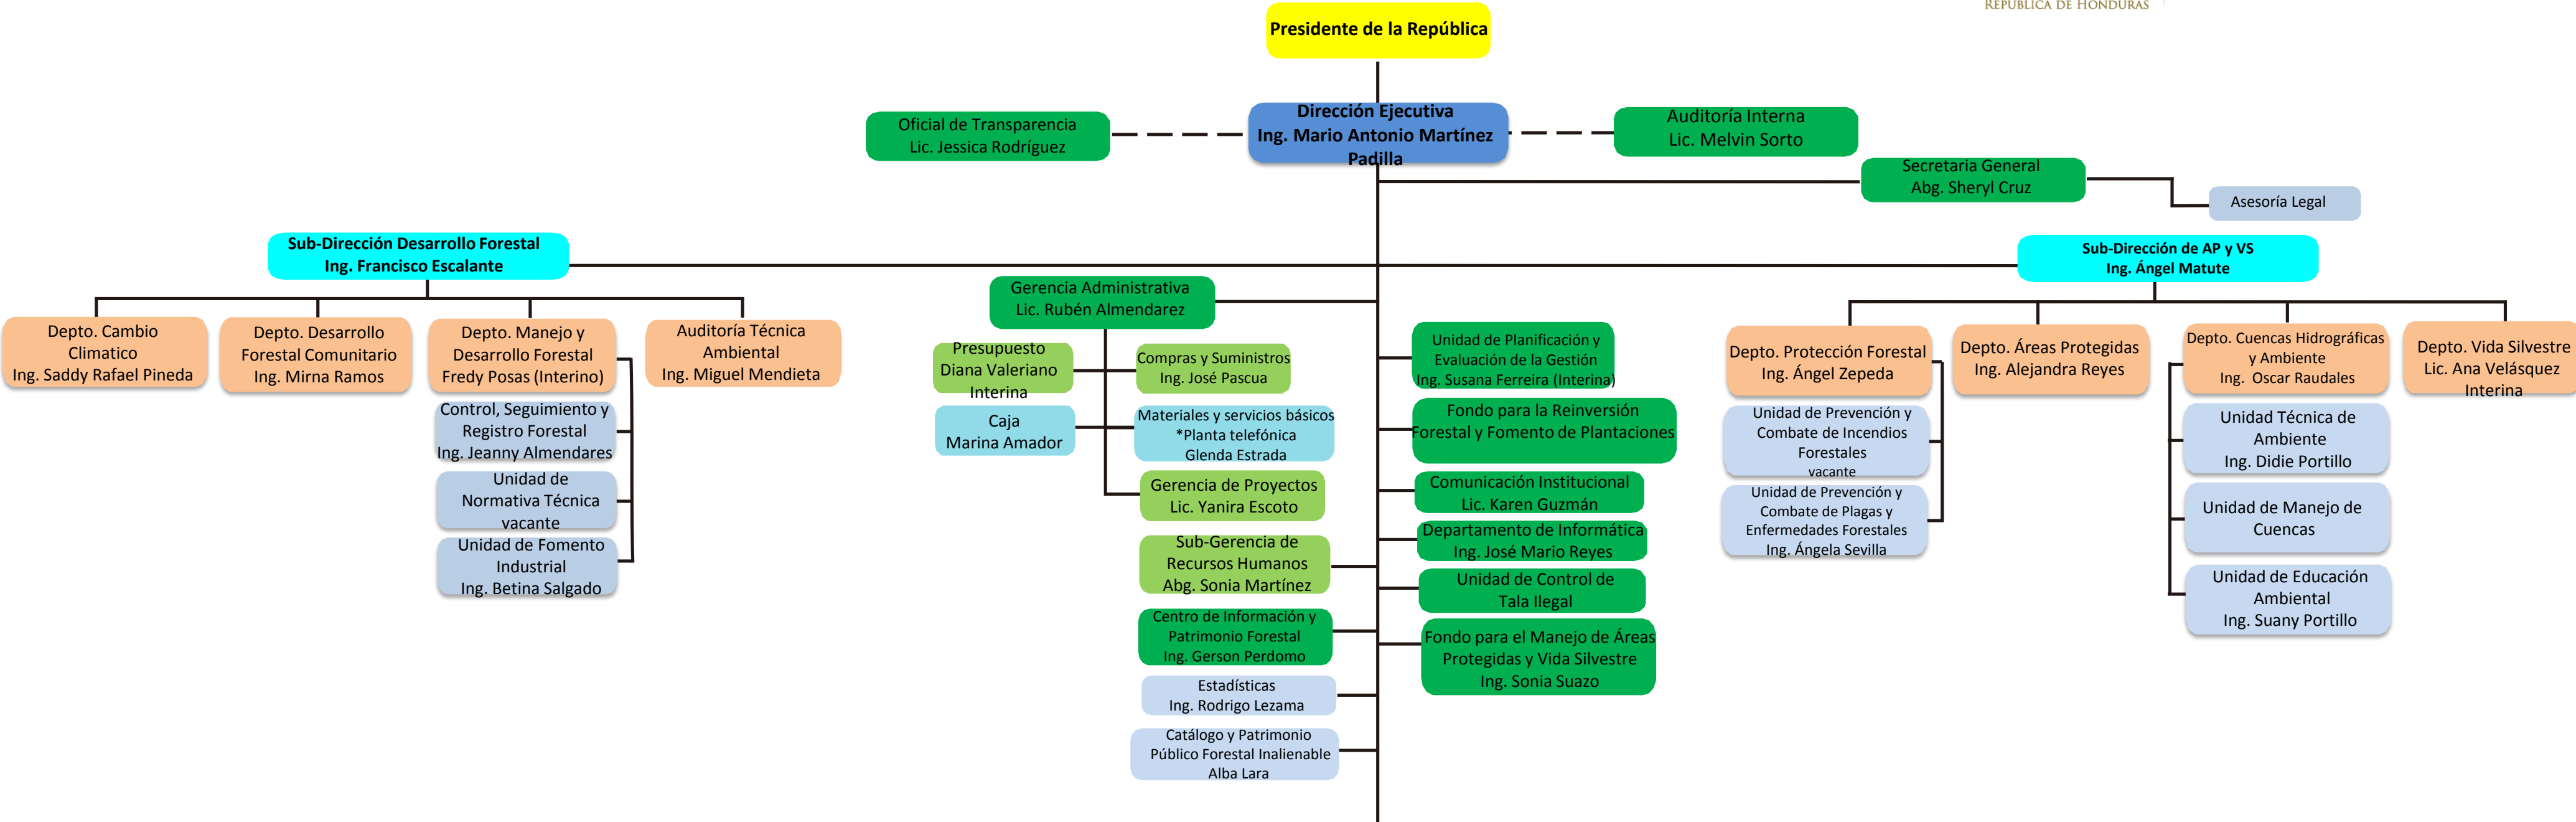 REPÚBLICA DE HONDURAS
Presidente de la República
Dirección Ejecutiva
Ing. Mario Antonio Martínez
Padilla
Oficial de Transparencia
Lic. Jessica Rodríguez
Auditoría Interna
Lic. Melvin Sorto
Secretaria General
Abg. Sheryl Cruz
Asesoría Legal
Sub-Dirección Desarrollo Forestal
Ing. Francisco Escalante
Sub-Dirección de AP y VS
Ing. Ángel Matute
Depto. Cambio
Climatico
Ing. Saddy Rafael Pineda
Depto. Desarrollo
Forestal Comunitario
Ing. Mirna Ramos
Depto. Manejo y
Desarrollo Forestal
Fredy Posas (Interino)
Auditoría Técnica
Ambiental
Ing. Miguel Mendieta
Control, Seguimiento y
Registro Forestal
Ing. Jeanny Almendares
Unidad de
Normativa Técnica
vacante
Unidad de Fomento
Industrial
Ing. Betina Salgado
Gerencia Administrativa
Lic. Rubén Almendarez
Presupuesto
Diana Valeriano
Interina
Compras y Suministros
Ing. José Pascua
Caja
Marina Amador
Materiales y servicios básicos
*Planta telefónica
Glenda Estrada
Gerencia de Proyectos
Lic. Yanira Escoto
Sub-Gerencia de
Recursos Humanos
Abg. Sonia Martínez
Centro de Información y
Patrimonio Forestal
Ing. Gerson Perdomo
Estadísticas
Ing. Rodrigo Lezama
Catálogo y Patrimonio
Público Forestal Inalienable
Alba Lara
Unidad de Planificación y
Evaluación de la Gestión
Ing. Susana Ferreira (Interina)
Fondo para la Reinversión
Forestal y Fomento de Plantaciones
Comunicación Institucional
Lic. Karen Guzmán
Departamento de Informática
Ing. José Mario Reyes
Unidad de Control de
Tala Ilegal
Fondo para el Manejo de Áreas
Protegidas y Vida Silvestre
Ing. Sonia Suazo
Depto. Protección Forestal
Ing. Ángel Zepeda
Unidad de Prevención y
Combate de Incendios
Forestales
vacante
Unidad de Prevención y
Combate de Plagas y
Enfermedades Forestales
Ing. Ángela Sevilla
Depto. Áreas Protegidas
Ing. Alejandra Reyes
Depto. Cuencas Hidrográficas
y Ambiente
Ing. Oscar Raudales
Unidad Técnica de
Ambiente
Ing. Didie Portillo
Unidad de Manejo de
Cuencas
Unidad de Educación
Ambiental
Ing. Suany Portillo
Depto. Vida Silvestre
Lic. Ana Velásquez
Interina